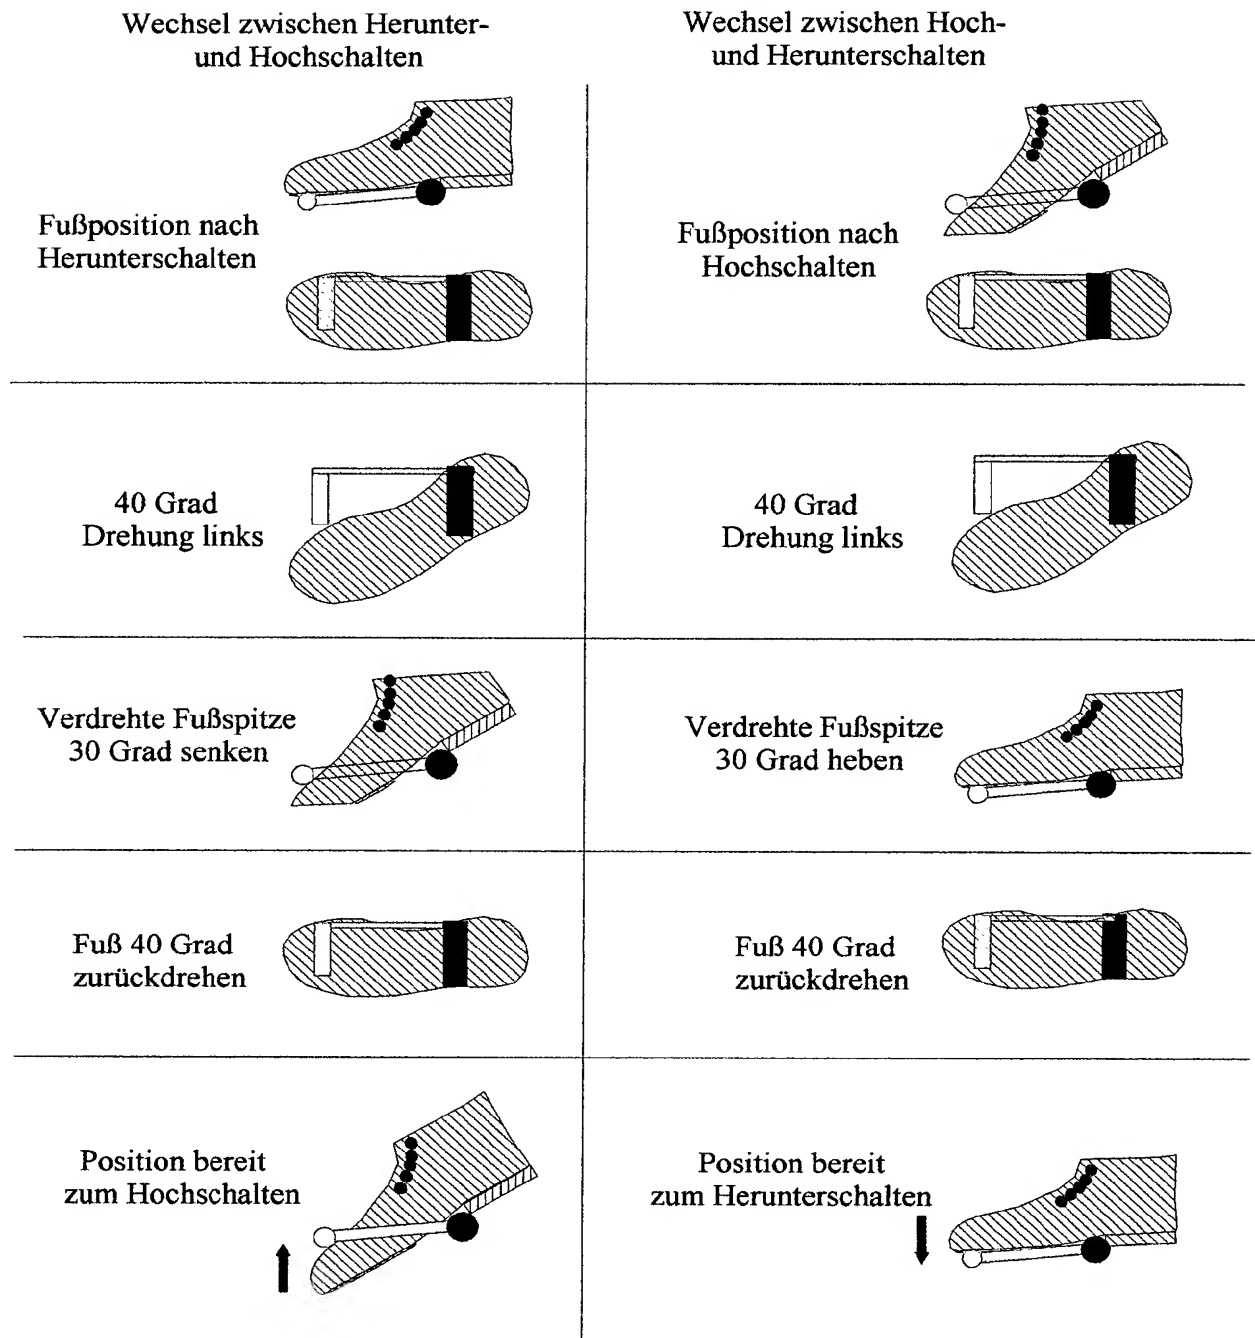 Wechsel zwischen Herunter-
und Hochschalten
Wechsel zwischen Hoch-
und Herunterschalten
Fußposition nach
Herunterschalten
Fußposition nach
Hochschalten
40 Grad
Drehung links
40 Grad
Drehung links
Verdrehte Fußspitze
30 Grad senken
Verdrehte Fußspitze
30 Grad heben
Fuß 40 Grad
zurückdrehen
Fuß 40 Grad
zurückdrehen
Position bereit
zum Hochschalten
Position bereit
zum Herunterschalten